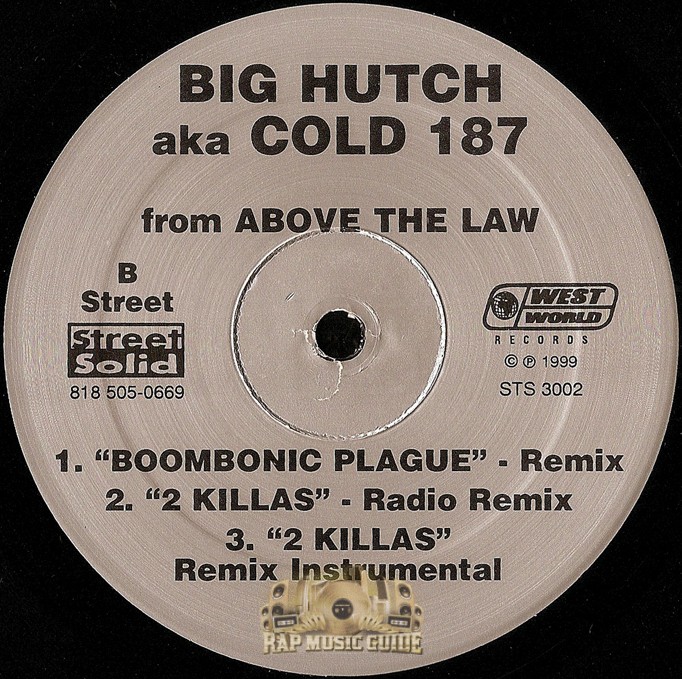 BIG HUTCH
aka COLD 187
from ABOVE THE LAW
B
Street
Street
Solid
818 505-0669
WEST
WORLD
RECORDS
© ℗ 1999
STS 3002
1. “BOOMBONIC PLAGUE” - Remix
2. “2 KILLAS” - Radio Remix
3. “2 KILLAS”
Remix Instrumental
RAP MUSIC GUIDE